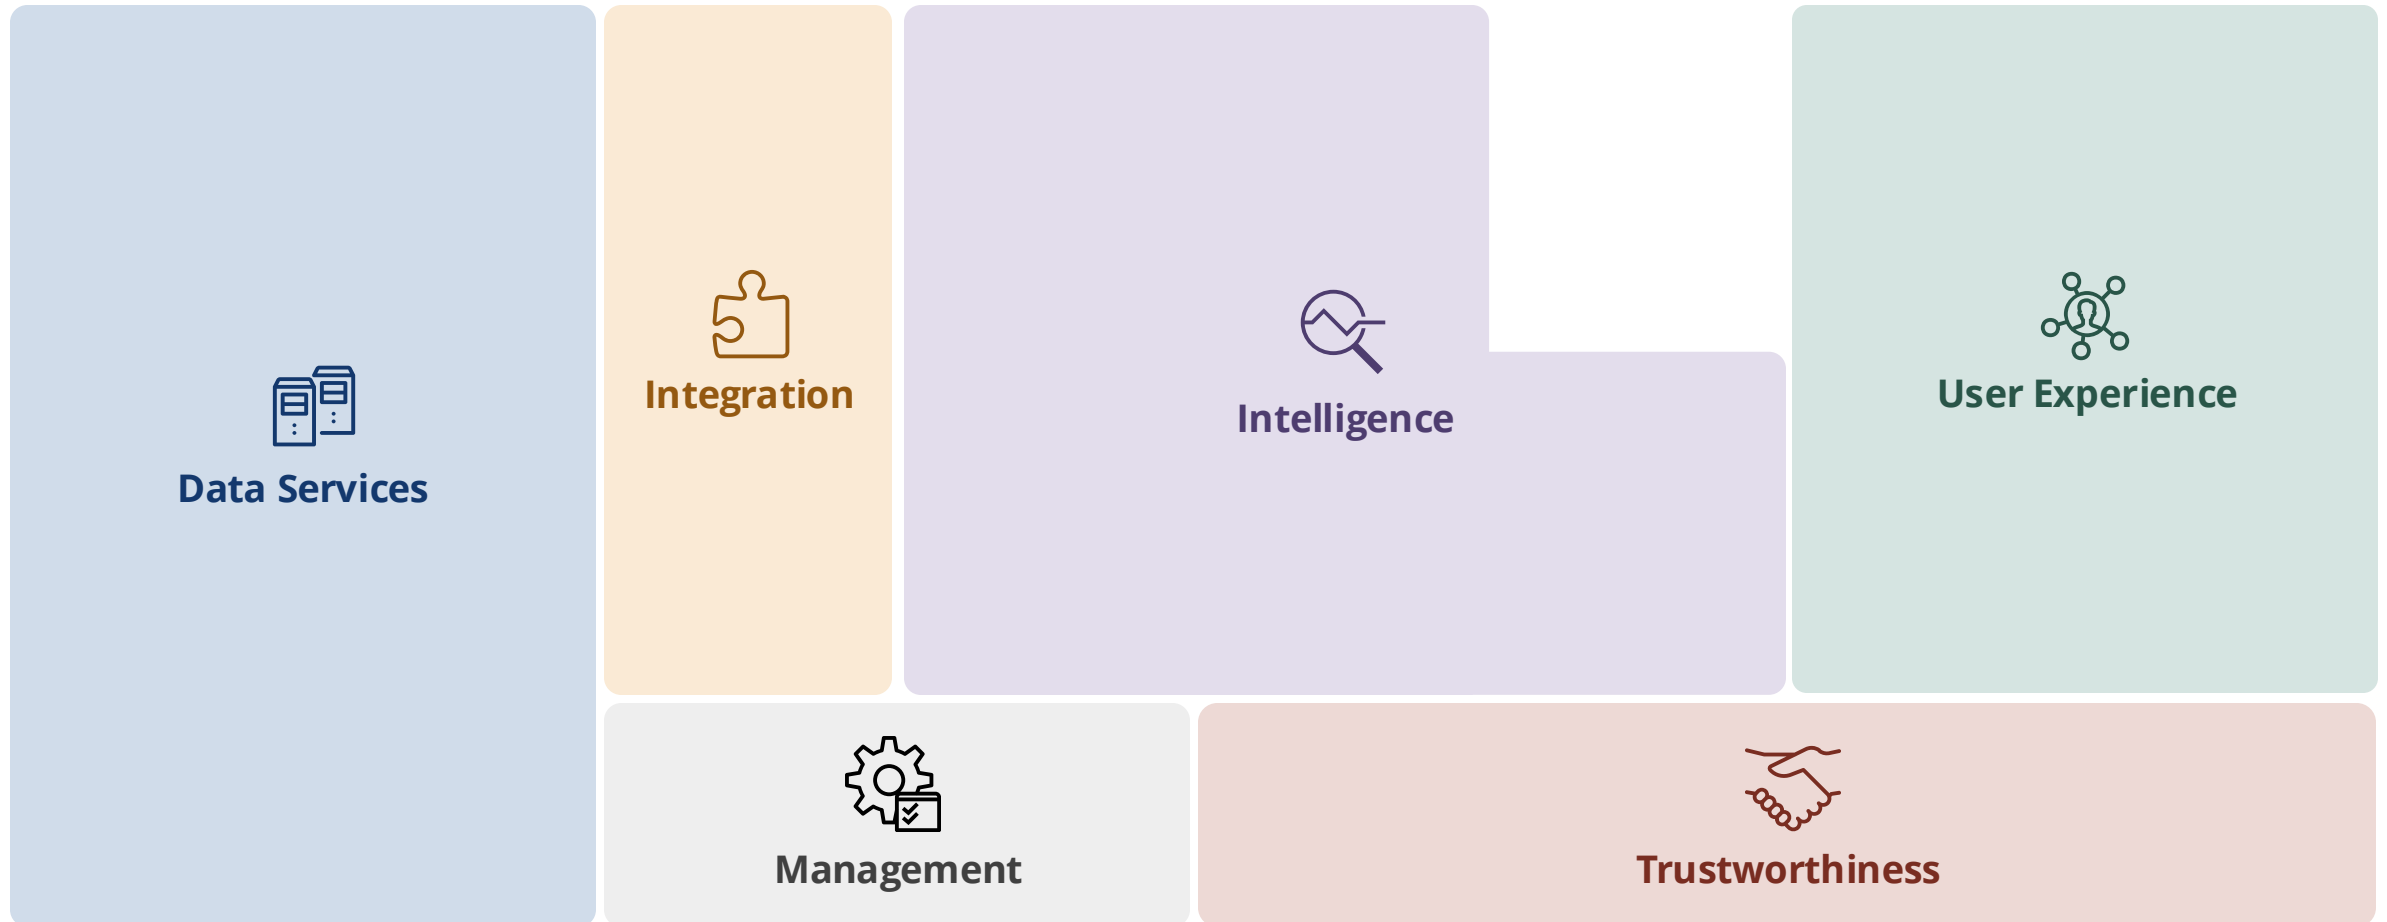 Data Services
Integration
Intelligence
User Experience
Management
Trustworthiness